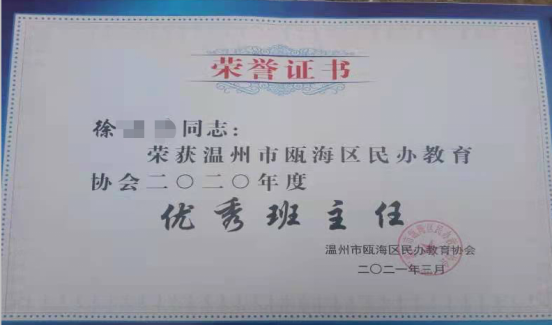 荣誉证书
徐 同志：
荣获温州市瓯海区民办教育
协会二〇二〇年度
优秀班主任
温州市瓯海区民办教育协会
二〇二一年三月